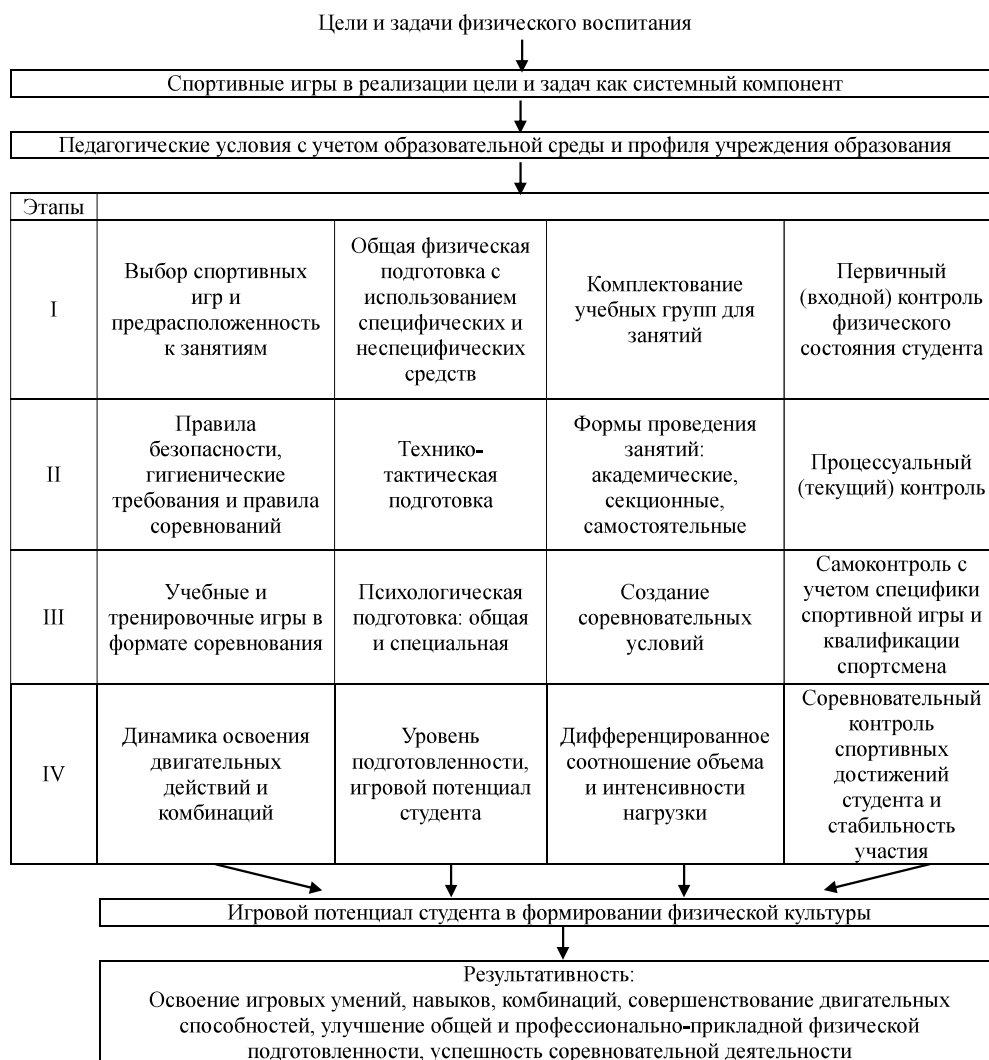 Цели и задачи физического воспитания
Спортивные игры в реализации цели и задач как системный компонент
Педагогические условия с учетом образовательной среды и профиля учреждения образования
Этапы
I
Выбор спортивных
игр и
предрасположенность
к занятиям
Общая физическая
подготовка с
использованием
специфических и
неспецифических
средств
Комплектование
учебных групп для
занятий
Первичный
(входной) контроль
физического
состояния студента
II
Правила
безопасности,
гигиенические
требования и правила
соревнований
Технико-
тактическая
подготовка
Формы проведения
занятий:
академические,
секционные,
самостоятельные
Процессуальный
(текущий) контроль
III
Учебные и
тренировочные игры в
формате соревнования
Психологическая
подготовка: общая
и специальная
Создание
соревновательных
условий
Самоконтроль с
учетом специфики
спортивной игры и
квалификации
спортсмена
IV
Динамика освоения
двигательных
действий и
комбинаций
Уровень
подготовленности,
игровой потенциал
студента
Дифференцированное
соотношение объема
и интенсивности
нагрузки
Соревновательный
контроль
спортивных
достижений
студента и
стабильность
участия
Игровой потенциал студента в формировании физической культуры
Результативность:
Освоение игровых умений, навыков, комбинаций, совершенствование двигательных
способностей, улучшение общей и профессионально-прикладной физической
подготовленности, успешность соревновательной деятельности